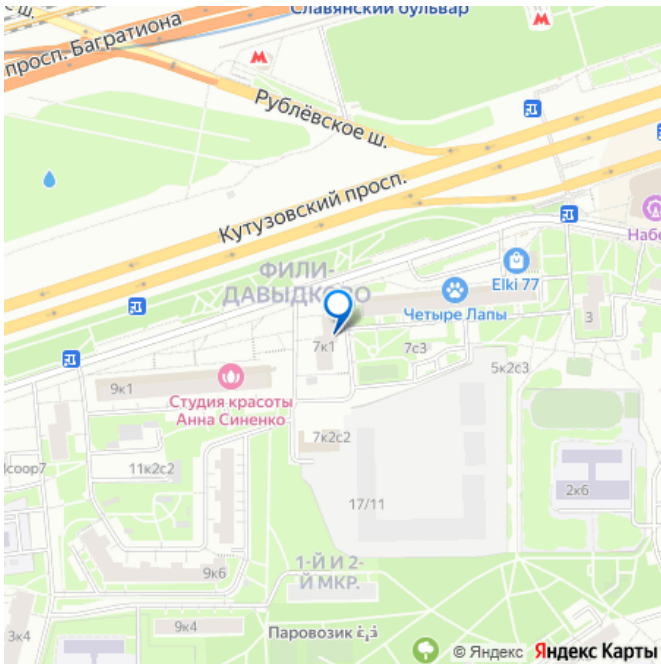 с ш.
Славянский бульвар
просп. Багратиона
Рублёвское ш.
Кутузовский просп.
Набе
ФИЛИ-
ДАВЫДКОВО
Elki 77
Четыре Лапы
3
7к1
7с3
5к2с3
9к1
Студия красоты
Анна Синенко
7к2с2
lcoop7
11к2с2
2к6
17/11
1-Й И 2-
Й МКР.
9к6
3к4
9к4
Паровозик
© Яндекс Яндекс Карты